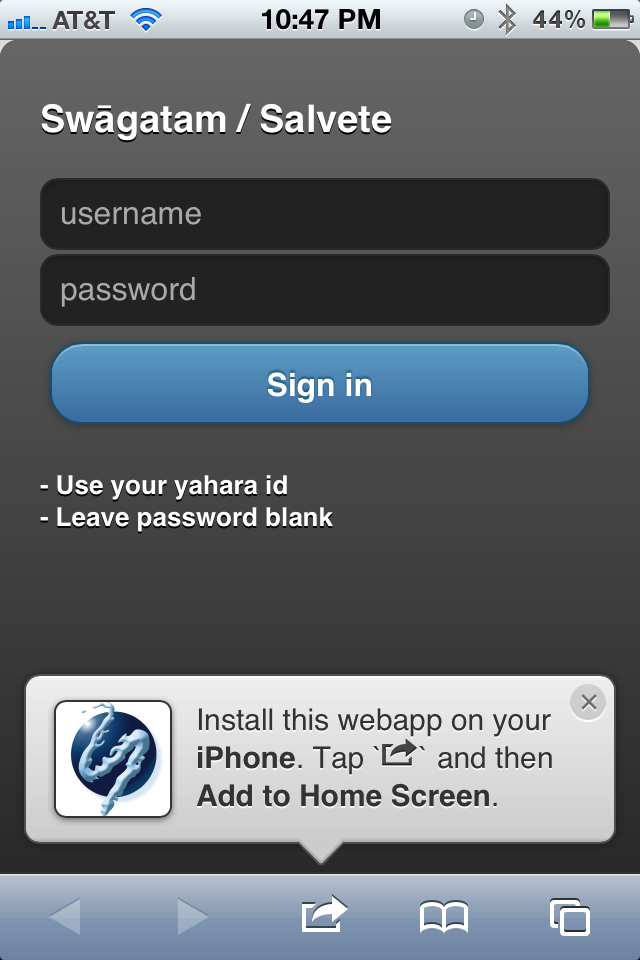 AT&T 10:47 PM 44%
Swāgatam / Salvete
username
password
Sign in
- Use your yahara id
- Leave password blank
Install this webapp on your
iPhone. Tap `` and then
Add to Home Screen.